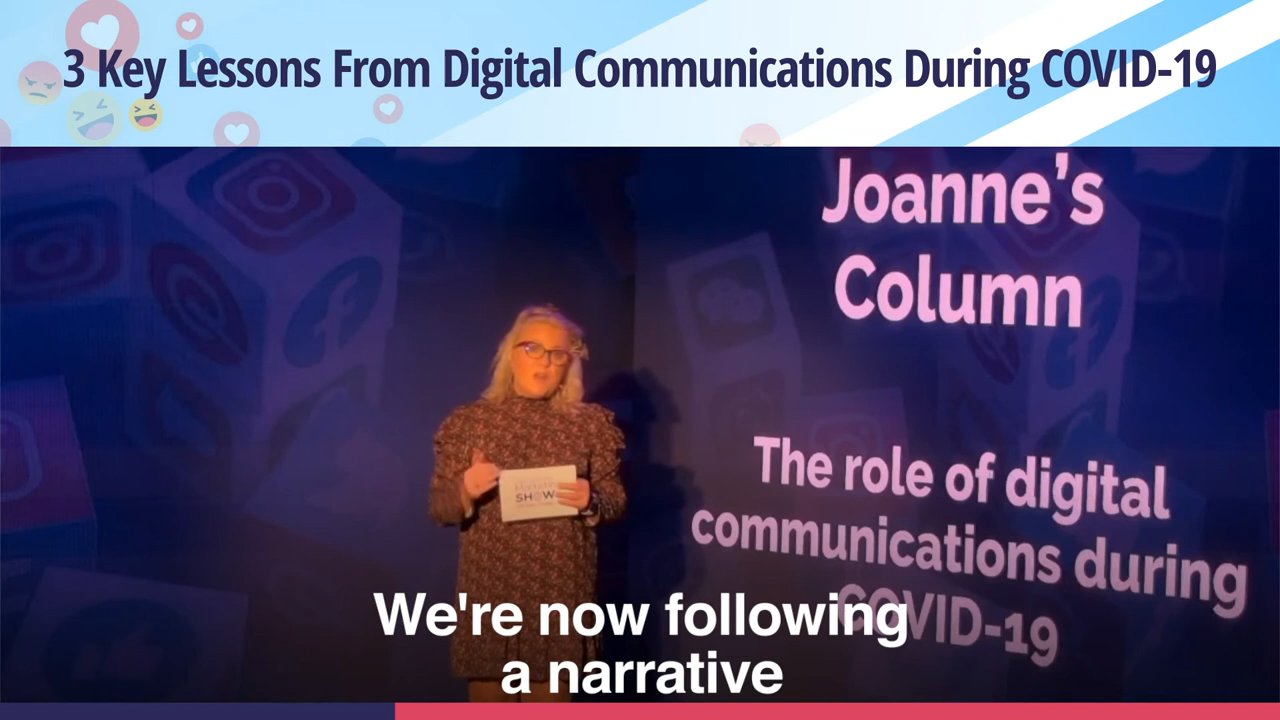 3 Key Lessons From Digital Communications During COVID-19
Joanne's
Column
The role of digital
communications during
COVID-19
SHOW
We're now following
a narrative